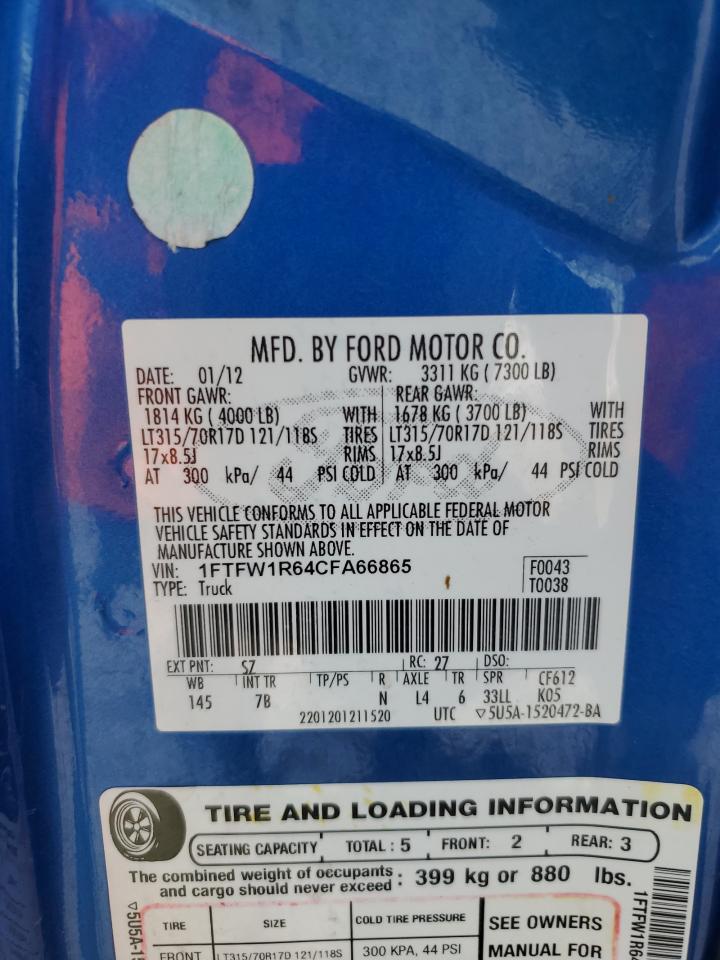 MFD. BY FORD MOTOR CO.
DATE: 01/12 GVWR: 3311 KG ( 7300 LB)
FRONT GAWR: REAR GAWR:
1814 KG ( 4000 LB) WITH 1678 KG ( 3700 LB) WITH
LT315/70R17D 121/118S TIRES LT315/70R17D 121/118S TIRES
17x8.5J RIMS 17x8.5J RIMS
AT 300 kPa/ 44 PSI COLD AT 300 kPa/ 44 PSI COLD
THIS VEHICLE CONFORMS TO ALL APPLICABLE FEDERAL MOTOR
VEHICLE SAFETY STANDARDS IN EFFECT ON THE DATE OF
MANUFACTURE SHOWN ABOVE.
VIN: 1FTFW1R64CFA66865 F0043
TYPE: Truck T0038
EXT PNT: SZ RC: 27 DSO:
WB INT TR TP/PS R AXLE TR SPR CF612
145 7B N L4 6 33LL K05
2201201211520 UTC ▽5U5A-1520472-BA
TIRE AND LOADING INFORMATION
SEATING CAPACITY TOTAL : 5 FRONT: 2 REAR: 3
The combined weight of occupants : 399 kg or 880 lbs.
and cargo should never exceed
TIRE SIZE COLD TIRE PRESSURE SEE OWNERS
FRONT LT315/70R17D 121/118S 300 KPA, 44 PSI MANUAL FOR
▽5U5A-15
1FTFW1R64